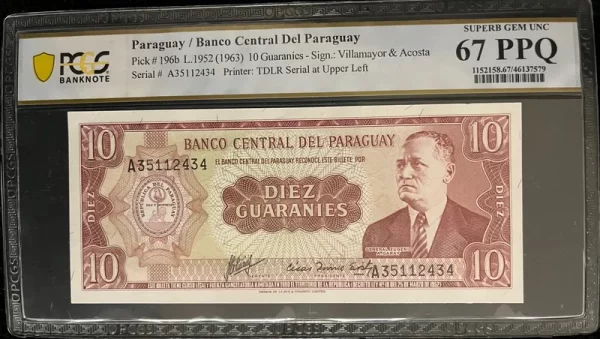 PCGS
BANKNOTE
Paraguay / Banco Central Del Paraguay
Pick # 196b L.1952 (1963) 10 Guaranies - Sign.: Villamayor & Acosta
Serial # A35112434 Printer: TDLR Serial at Upper Left
SUPERB GEM UNC
67 PPQ
1152158.67/46137579
10
BANCO CENTRAL DEL PARAGUAY
10
A35112434
EL BANCO CENTRAL DEL PARAGUAY RECONOCE ESTE BILLETE POR
DIEZ
DIEZ
GUARANIES
DIEZ
A35112434
10
10